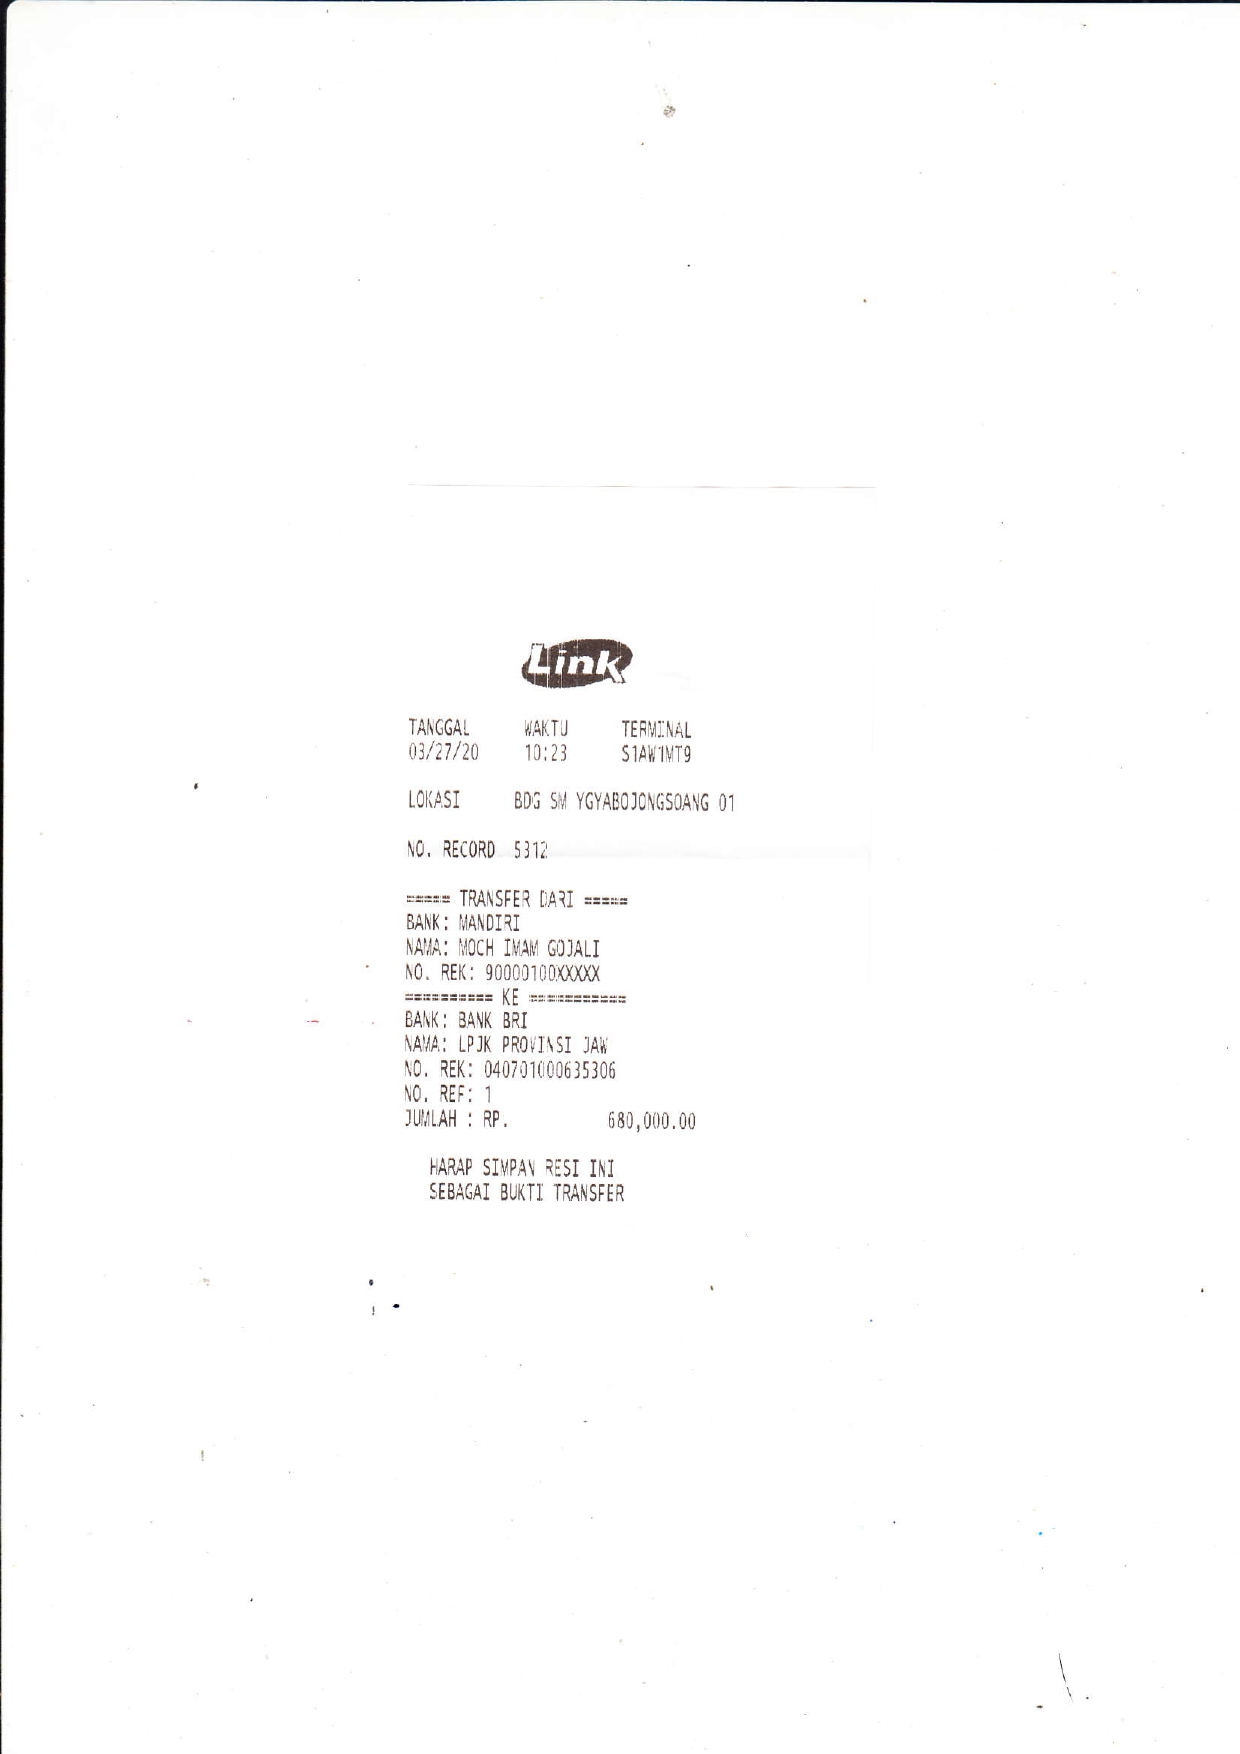 Link
TANGGAL WAKTU TERMINAL
03/27/20 10:23 S1AW1MT9
LOKASI BDG SM YGYABOJONGSOANG 01
NO. RECORD 5312
===== TRANSFER DARI =====
BANK: MANDIRI
NAMA: MOCH IMAM GOJALI
NO. REK: 90000100XXXXX
========== KE ===========
BANK: BANK BRI
NAMA: LPJK PROVINSI JAW
NO. REK: 040701000635306
NO. REF: 1
JUMLAH : RP. 680,000.00
HARAP SIMPAN RESI INI
SEBAGAI BUKTI TRANSFER